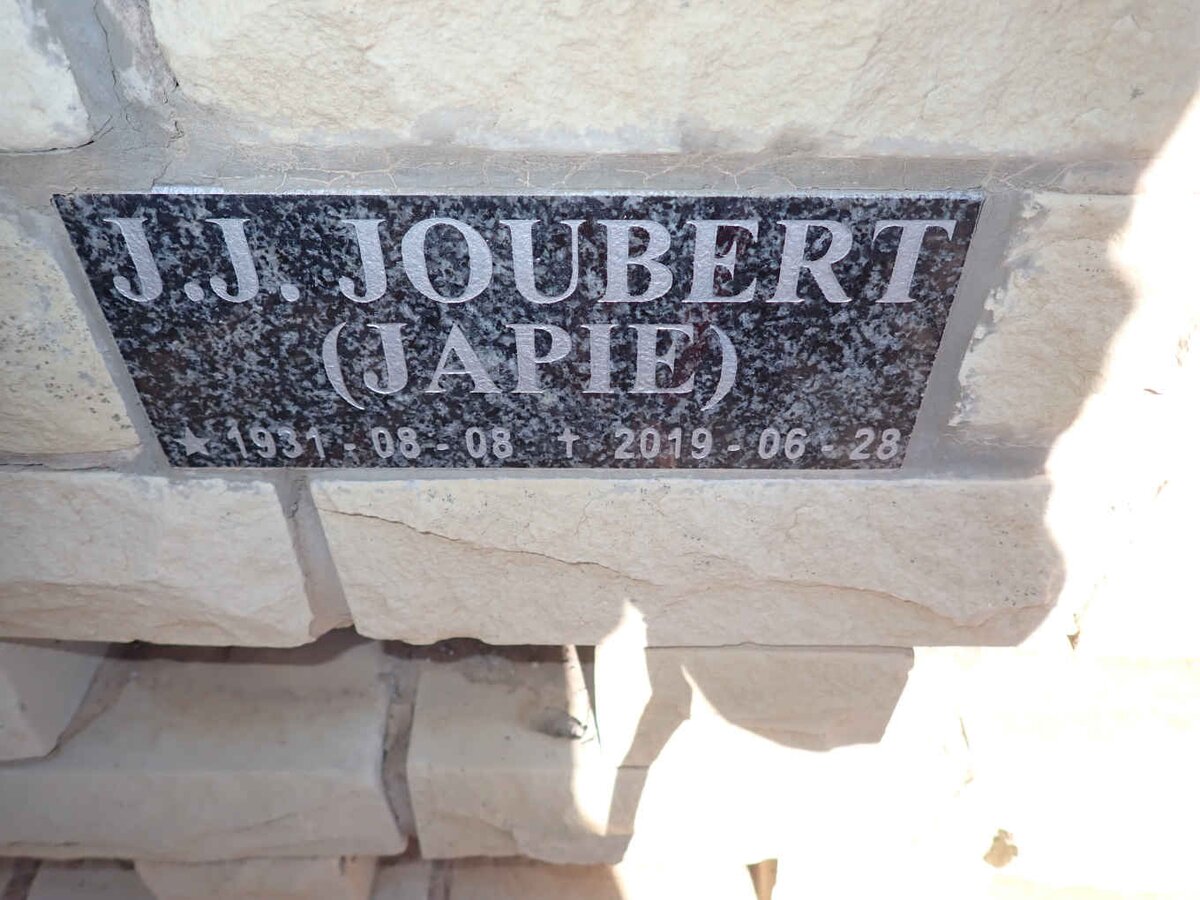 J.J. JOUBERT
(JAPIE)
★ 1931 - 08 - 08 ✝ 2019 - 06 - 28